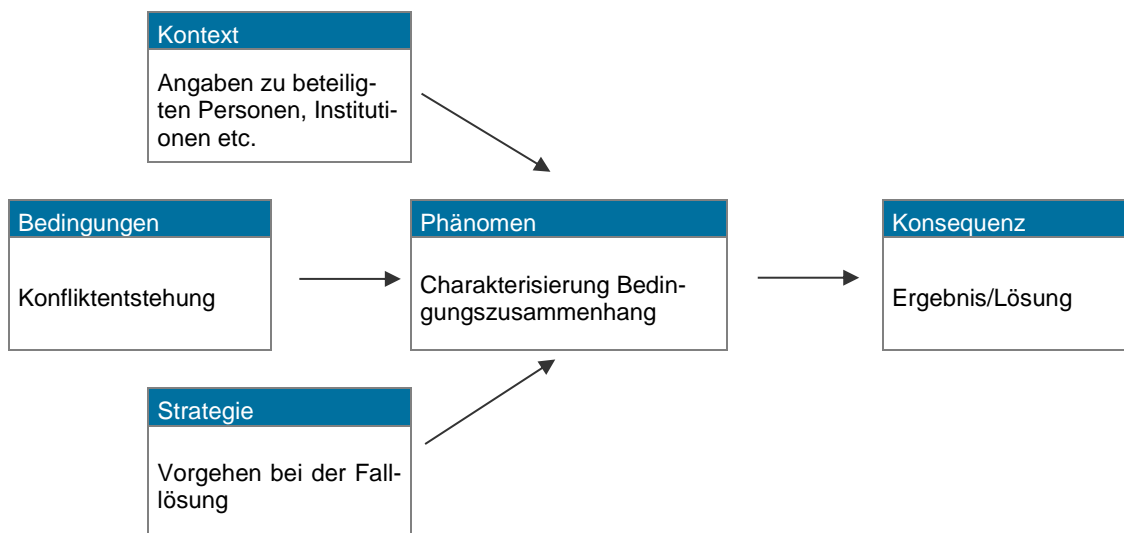 Kontext
Angaben zu beteilig-
ten Personen, Instituti-
onen etc.
Bedingungen
Konfliktentstehung
Phänomen
Charakterisierung Bedin-
gungszusammenhang
Konsequenz
Ergebnis/Lösung
Strategie
Vorgehen bei der Fall-
lösung